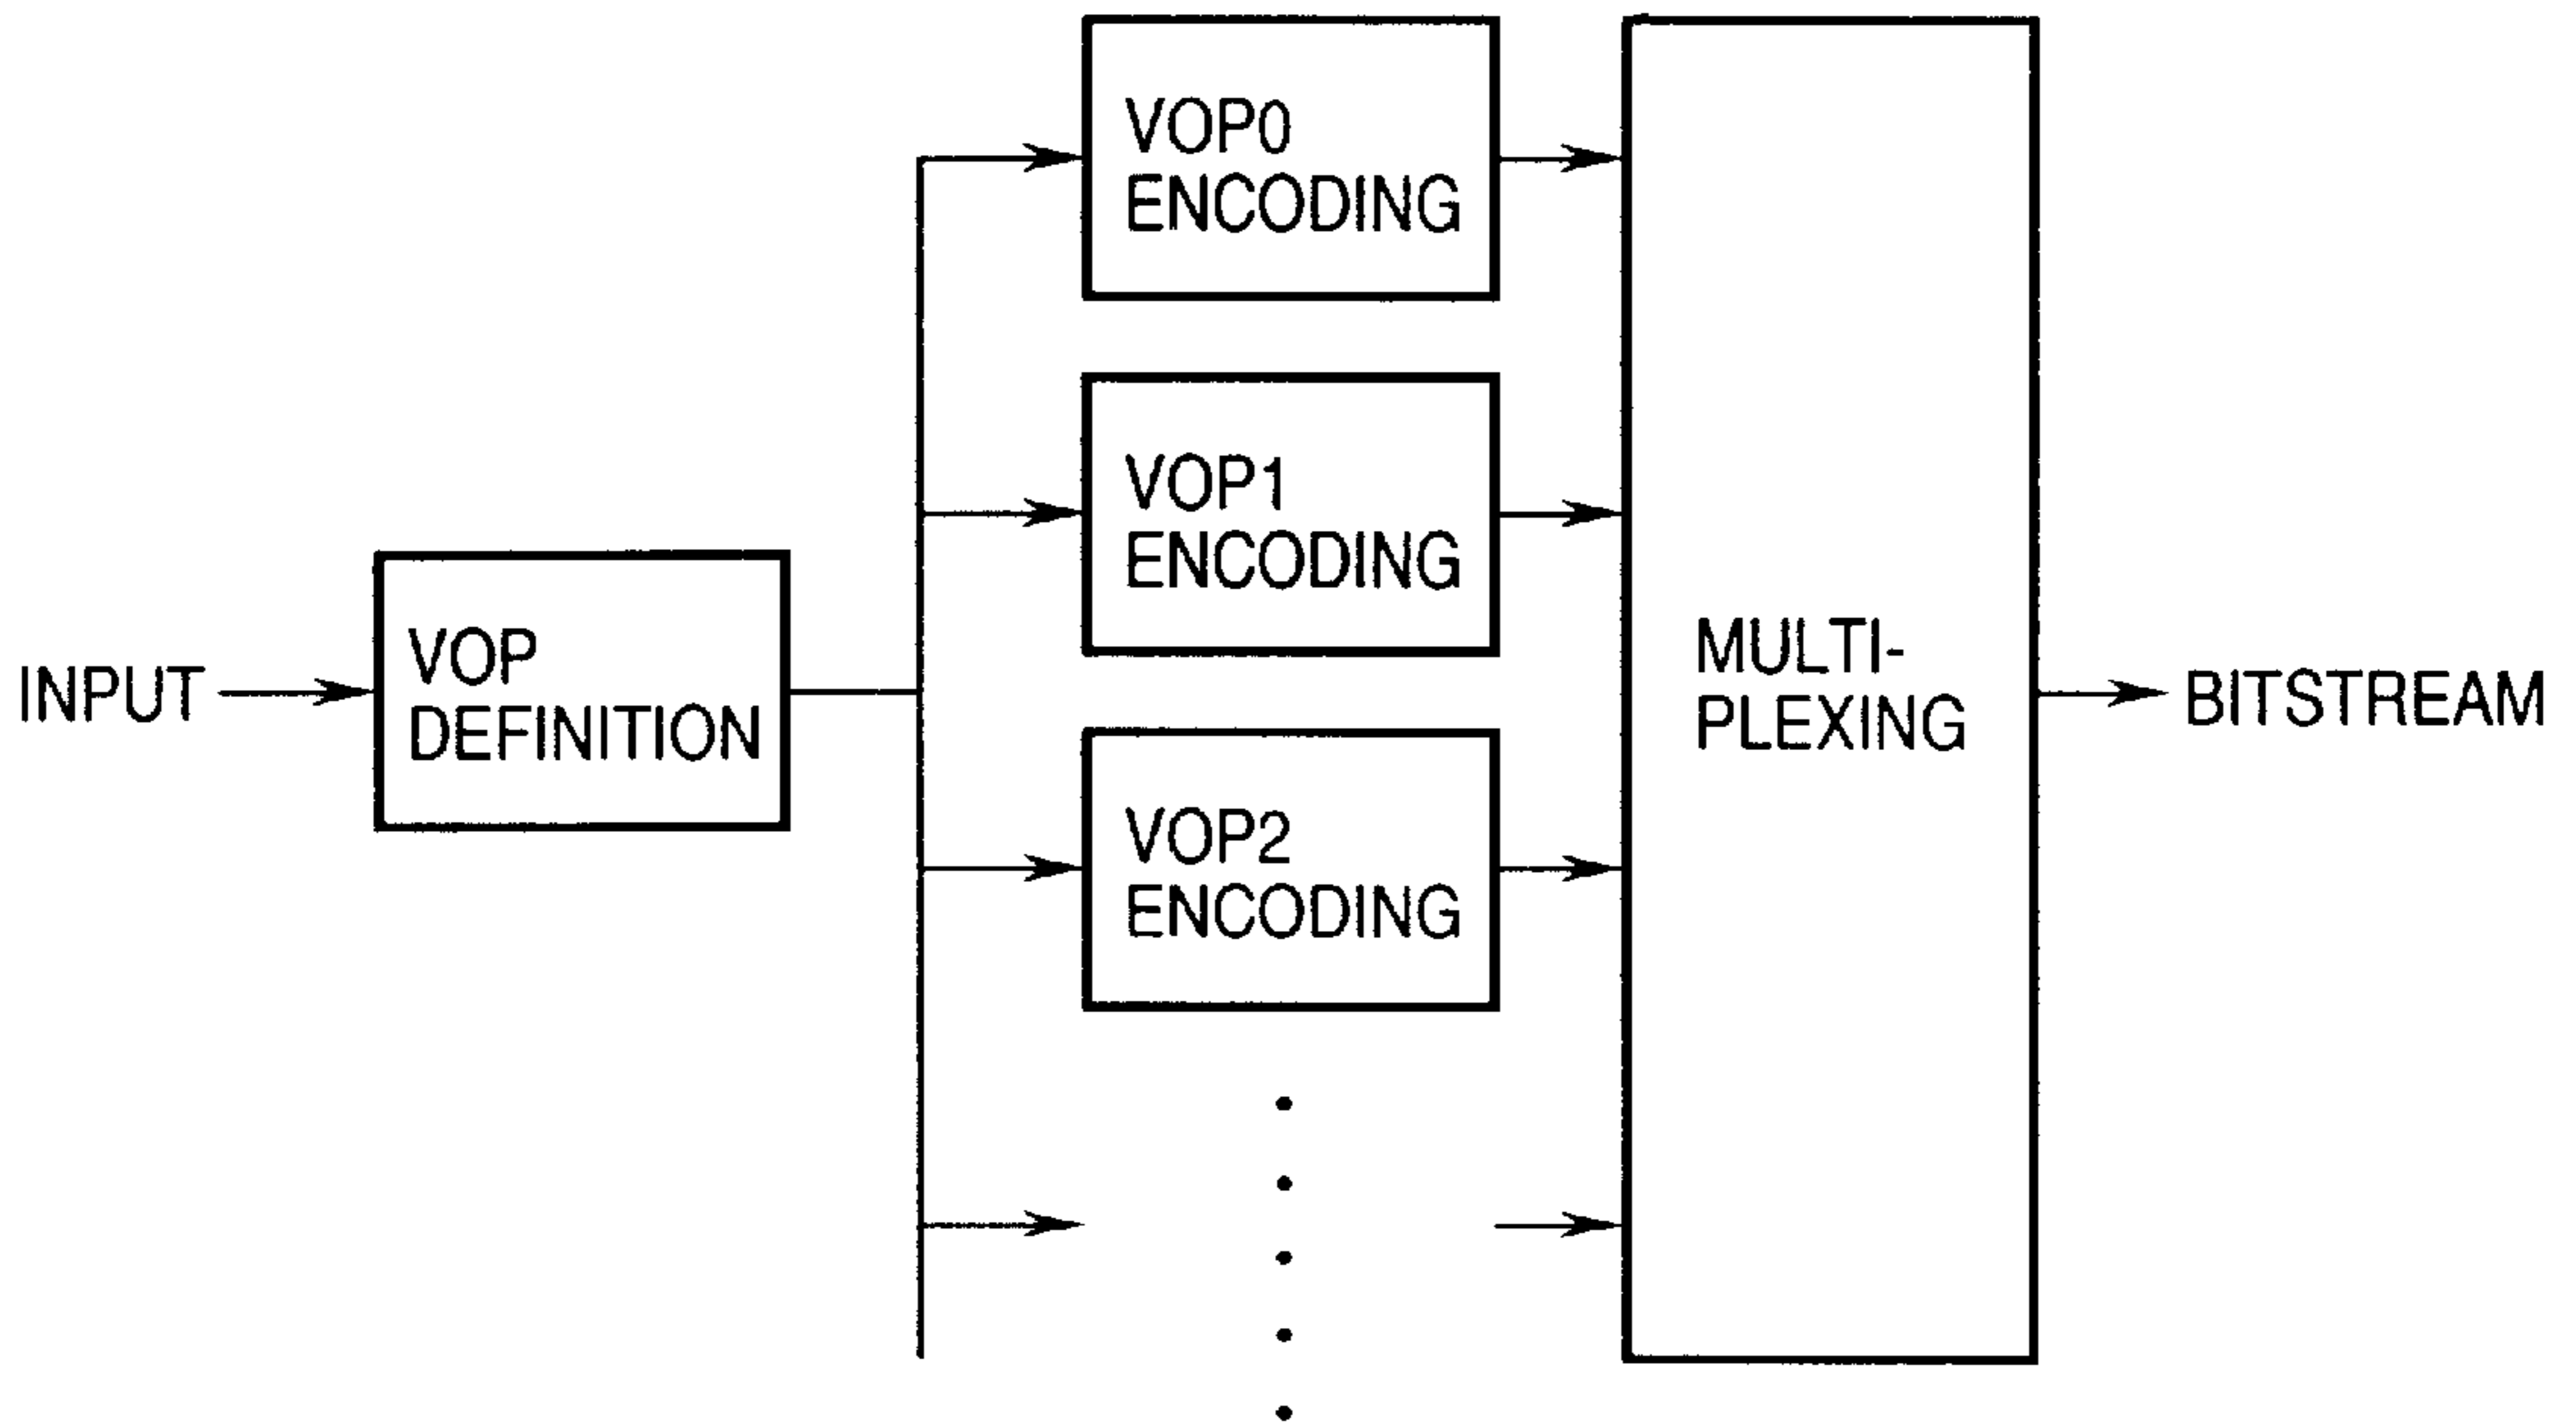 INPUT
VOP
DEFINITION
VOP0
ENCODING
VOP1
ENCODING
VOP2
ENCODING
MULTI-
PLEXING
BITSTREAM